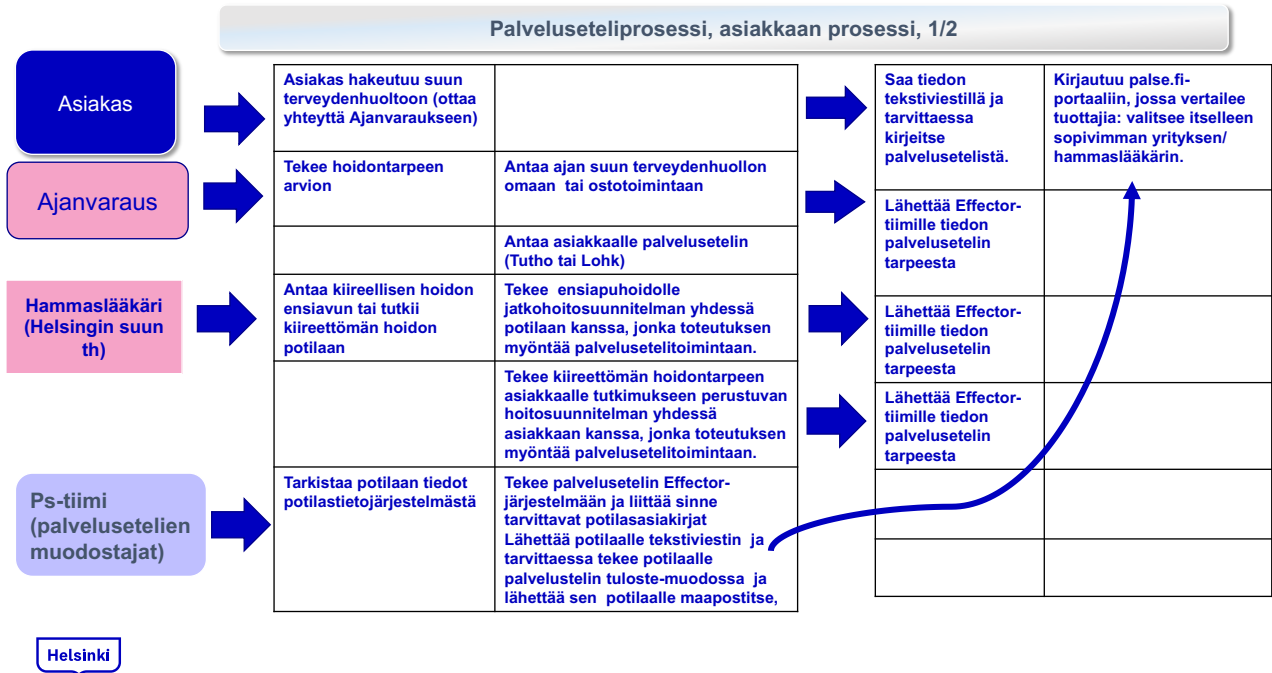 Palveluseteliprosessi, asiakkaan prosessi, 1/2
Asiakas
Asiakas hakeutuu suun
terveydenhuoltoon (ottaa
yhteyttä Ajanvaraukseen)
Saa tiedon
tekstiviestillä ja
tarvittaessa
kirjeitse
palvelusetelistä.
Kirjautuu palse.fi-
portaaliin, jossa vertailee
tuottajia: valitsee itselleen
sopivimman yrityksen/
hammaslääkärin.
Ajanvaraus
Tekee hoidontarpeen
arvion
Antaa ajan suun terveydenhuollon
omaan tai ostotoimintaan
Lähettää Effector-
tiimille tiedon
palvelusetelin
tarpeesta
Antaa asiakkaalle palvelusetelin
(Tutho tai Lohk)
Hammaslääkäri
(Helsingin suun
th)
Antaa kiireellisen hoidon
ensiavun tai tutkii
kiireettömän hoidon
potilaan
Tekee ensiapuhoidolle
jatkohoitosuunnitelman yhdessä
potilaan kanssa, jonka toteutuksen
myöntää palvelusetelitoimintaan.
Lähettää Effector-
tiimille tiedon
palvelusetelin
tarpeesta
Tekee kiireettömän hoidontarpeen
asiakkaalle tutkimukseen perustuvan
hoitosuunnitelman yhdessä
asiakkaan kanssa, jonka toteutuksen
myöntää palvelusetelitoimintaan.
Lähettää Effector-
tiimille tiedon
palvelusetelin
tarpeesta
Ps-tiimi
(palvelusetelien
muodostajat)
Tarkistaa potilaan tiedot
potilastietojärjestelmästä
Tekee palvelusetelin Effector-
järjestelmään ja liittää sinne
tarvittavat potilasasiakirjat
Lähettää potilaalle tekstiviestin ja
tarvittaessa tekee potilaalle
palvelustelin tuloste-muodossa ja
lähettää sen potilaalle maapostitse,
Helsinki